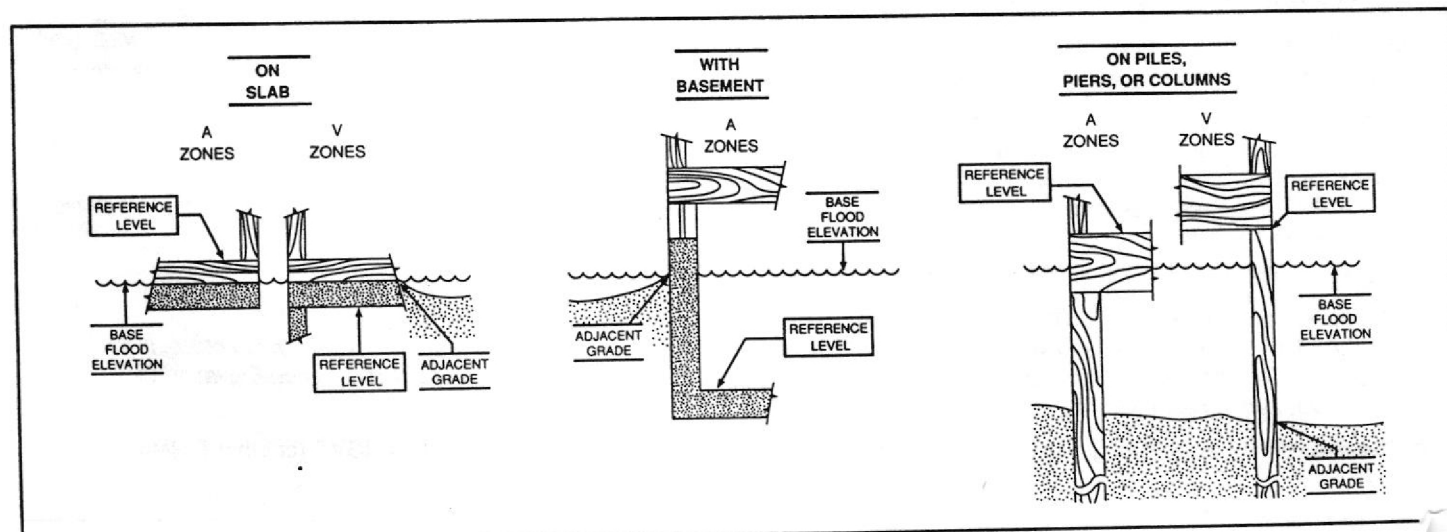 ON
SLAB
A
ZONES
V
ZONES
REFERENCE
LEVEL
BASE
FLOOD
ELEVATION
REFERENCE
LEVEL
ADJACENT
GRADE
WITH
BASEMENT
A
ZONES
BASE
FLOOD
ELEVATION
ADJACENT
GRADE
REFERENCE
LEVEL
ON PILES,
PIERS, OR COLUMNS
A
ZONES
V
ZONES
REFERENCE
LEVEL
REFERENCE
LEVEL
BASE
FLOOD
ELEVATION
ADJACENT
GRADE